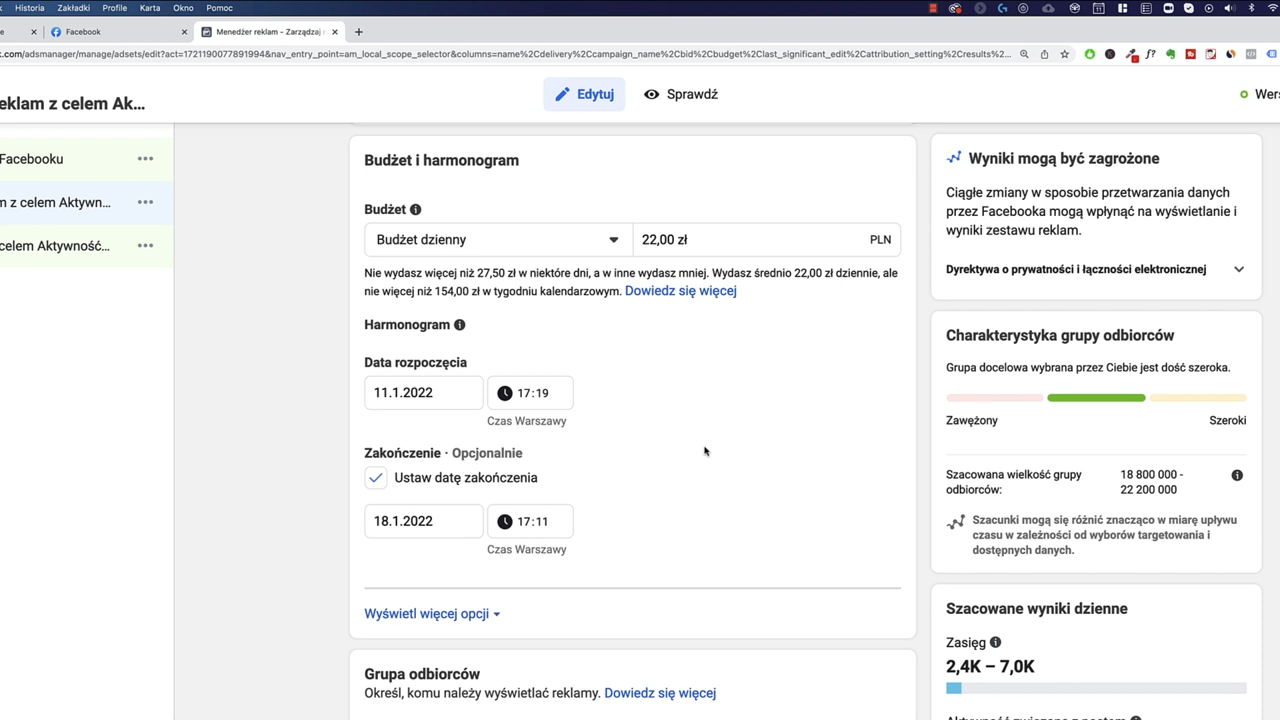 Historia Zakładki Profile Karta Okno Pomoc
Facebook
Menedżer reklam - Zarządzaj
.com/adsmanager/manage/adsets/edit?act=1721190077891994&nav_entry_point=am_local_scope_selector&columns=name%2Cdelivery%2Ccampaign_name%2Cbid%2Cbudget%2Clast_significant_edit%2Cattribution_setting%2Cresults%2C...
eklam z celem Ak...
Edytuj
Sprawdź
Wers
Facebooku
m z celem Aktywn...
celem Aktywność...
Budżet i harmonogram
Budżet
Budżet dzienny
22,00 zł
PLN
Nie wydasz więcej niż 27,50 zł w niektóre dni, a w inne wydasz mniej. Wydasz średnio 22,00 zł dziennie, ale
nie więcej niż 154,00 zł w tygodniu kalendarzowym. Dowiedz się więcej
Harmonogram
Data rozpoczęcia
11.1.2022
17:19
Czas Warszawy
Zakończenie · Opcjonalnie
Ustaw datę zakończenia
18.1.2022
17:11
Czas Warszawy
Wyświetl więcej opcji
Grupa odbiorców
Określ, komu należy wyświetlać reklamy. Dowiedz się więcej
Wyniki mogą być zagrożone
Ciągłe zmiany w sposobie przetwarzania danych
przez Facebooka mogą wpłynąć na wyświetlanie i
wyniki zestawu reklam.
Dyrektywa o prywatności i łączności elektronicznej
Charakterystyka grupy odbiorców
Grupa docelowa wybrana przez Ciebie jest dość szeroka.
Zawężony
Szeroki
Szacowana wielkość grupy
odbiorców:
18 800 000 -
22 200 000
Szacunki mogą się różnić znacząco w miarę upływu
czasu w zależności od wyborów targetowania i
dostępnych danych.
Szacowane wyniki dzienne
Zasięg
2,4K – 7,0K
Aktywność związana z postem